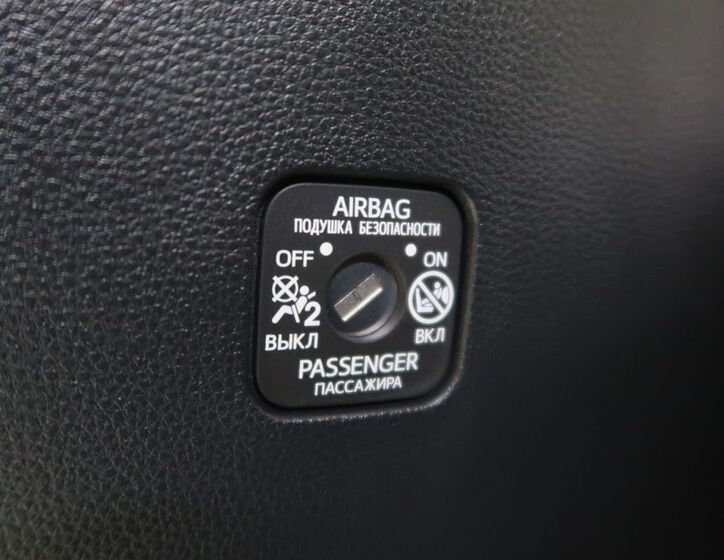 AIRBAG
ПОДУШКА БЕЗОПАСНОСТИ
OFF ON
2
ВЫКЛ ВКЛ
PASSENGER
ПАССАЖИРА